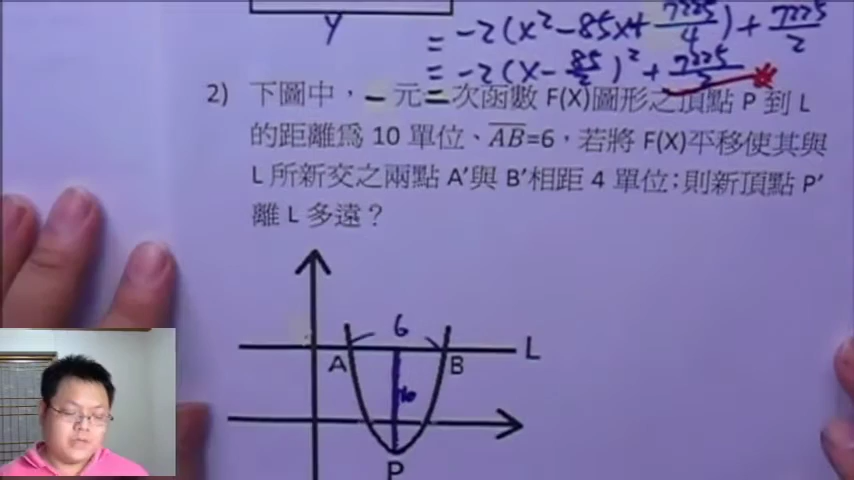 Y
= -2(x² - 85x + 7225/4) + 7225/2
= -2(x - 85/2)² + 7225/2
2) 下圖中，一元二次函數 F(X)圖形之頂點 P 到 L
的距離為 10 單位、AB=6，若將 F(X)平移使其與
L 所新交之兩點 A'與 B'相距 4 單位；則新頂點 P'
離 L 多遠？
6
L
A
B
10
P